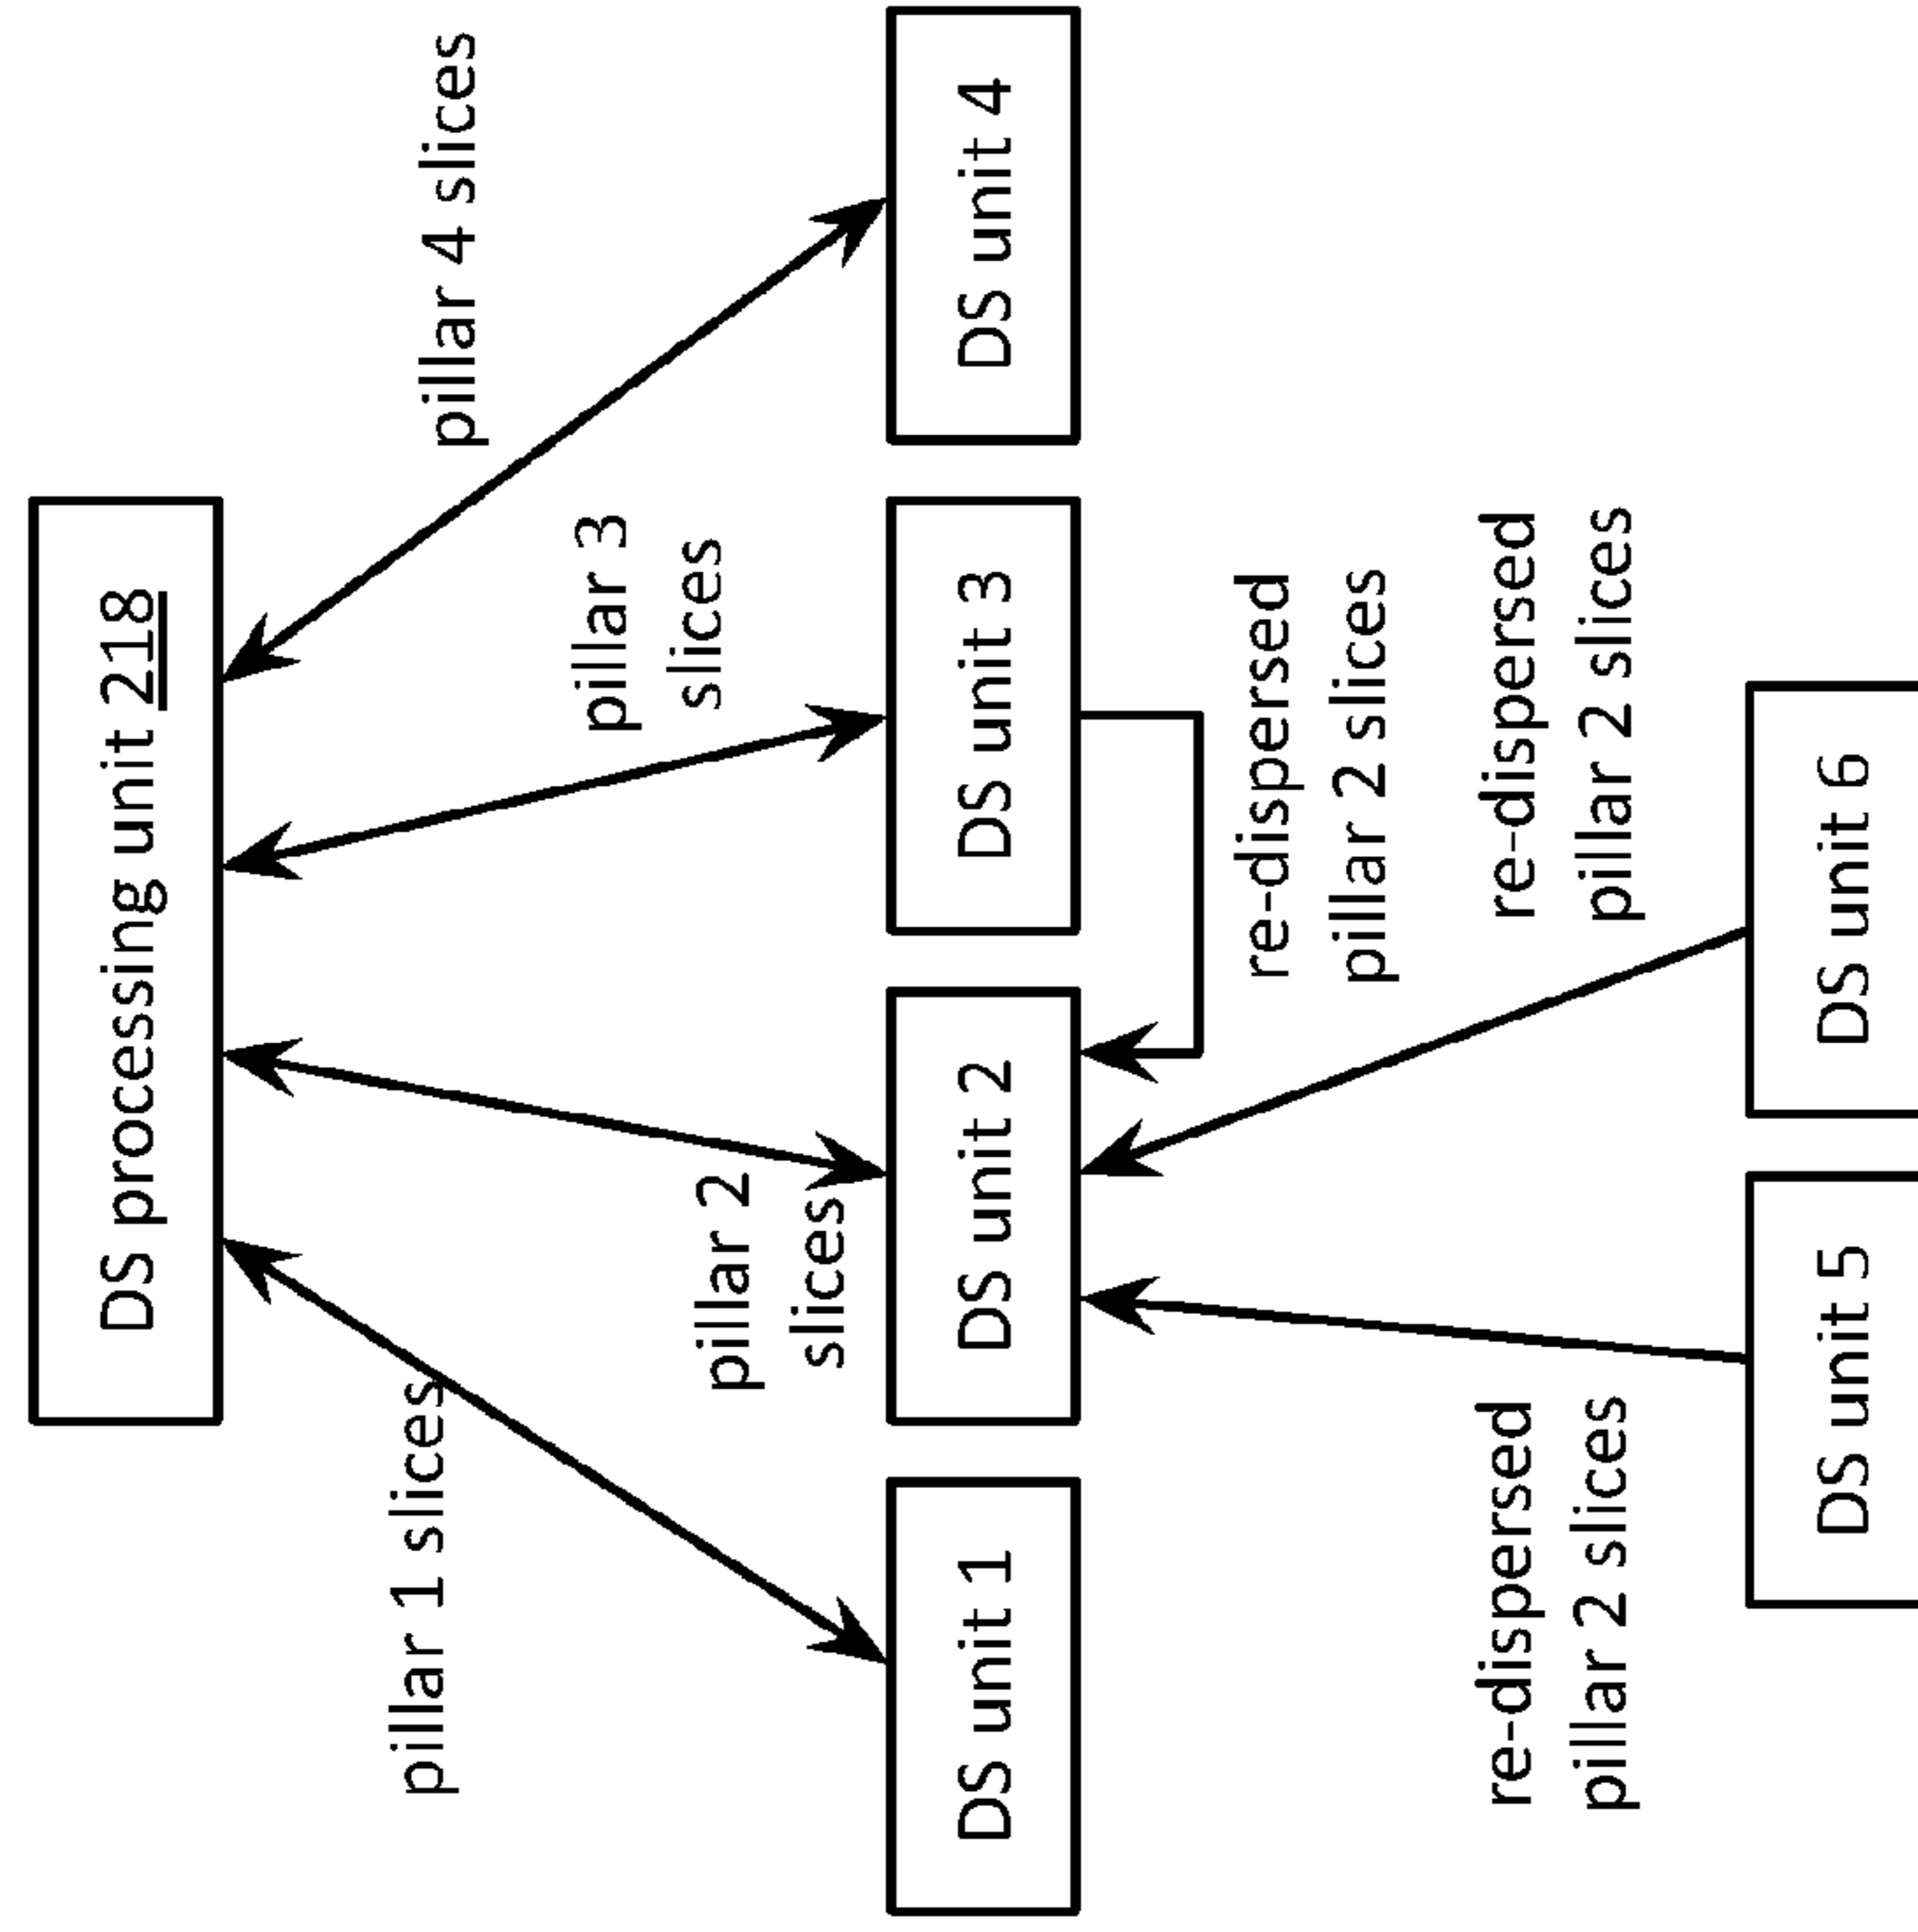 DS processing unit 218
pillar 1 slices
pillar 2
slices
pillar 3
slices
pillar 4 slices
DS unit 1
DS unit 2
DS unit 3
DS unit 4
re-dispersed
pillar 2 slices
re-dispersed
pillar 2 slices
re-dispersed
pillar 2 slices
DS unit 5
DS unit 6